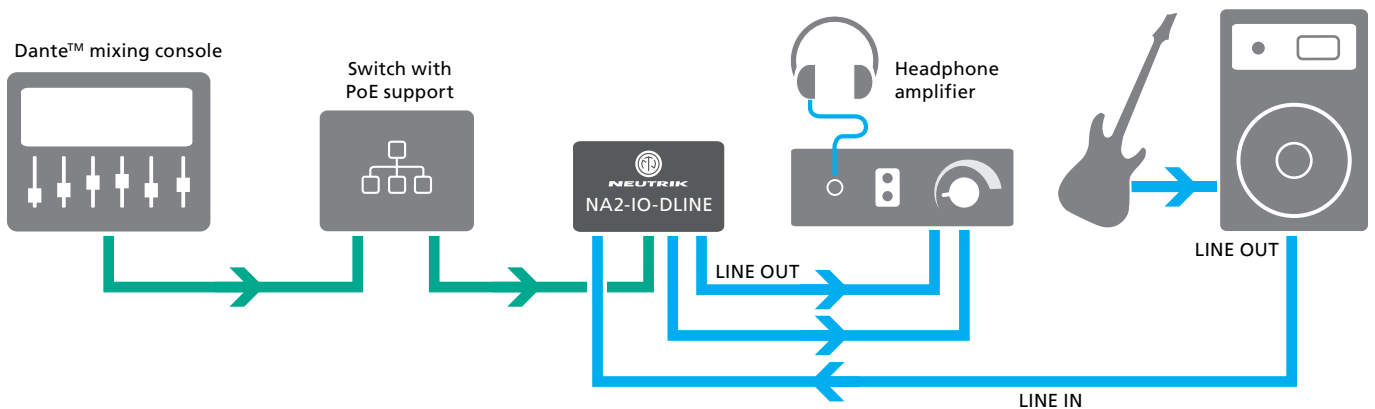 Dante™ mixing console
Switch with
PoE support
NEUTRIK
NA2-IO-DLINE
Headphone
amplifier
LINE OUT
LINE OUT
LINE IN